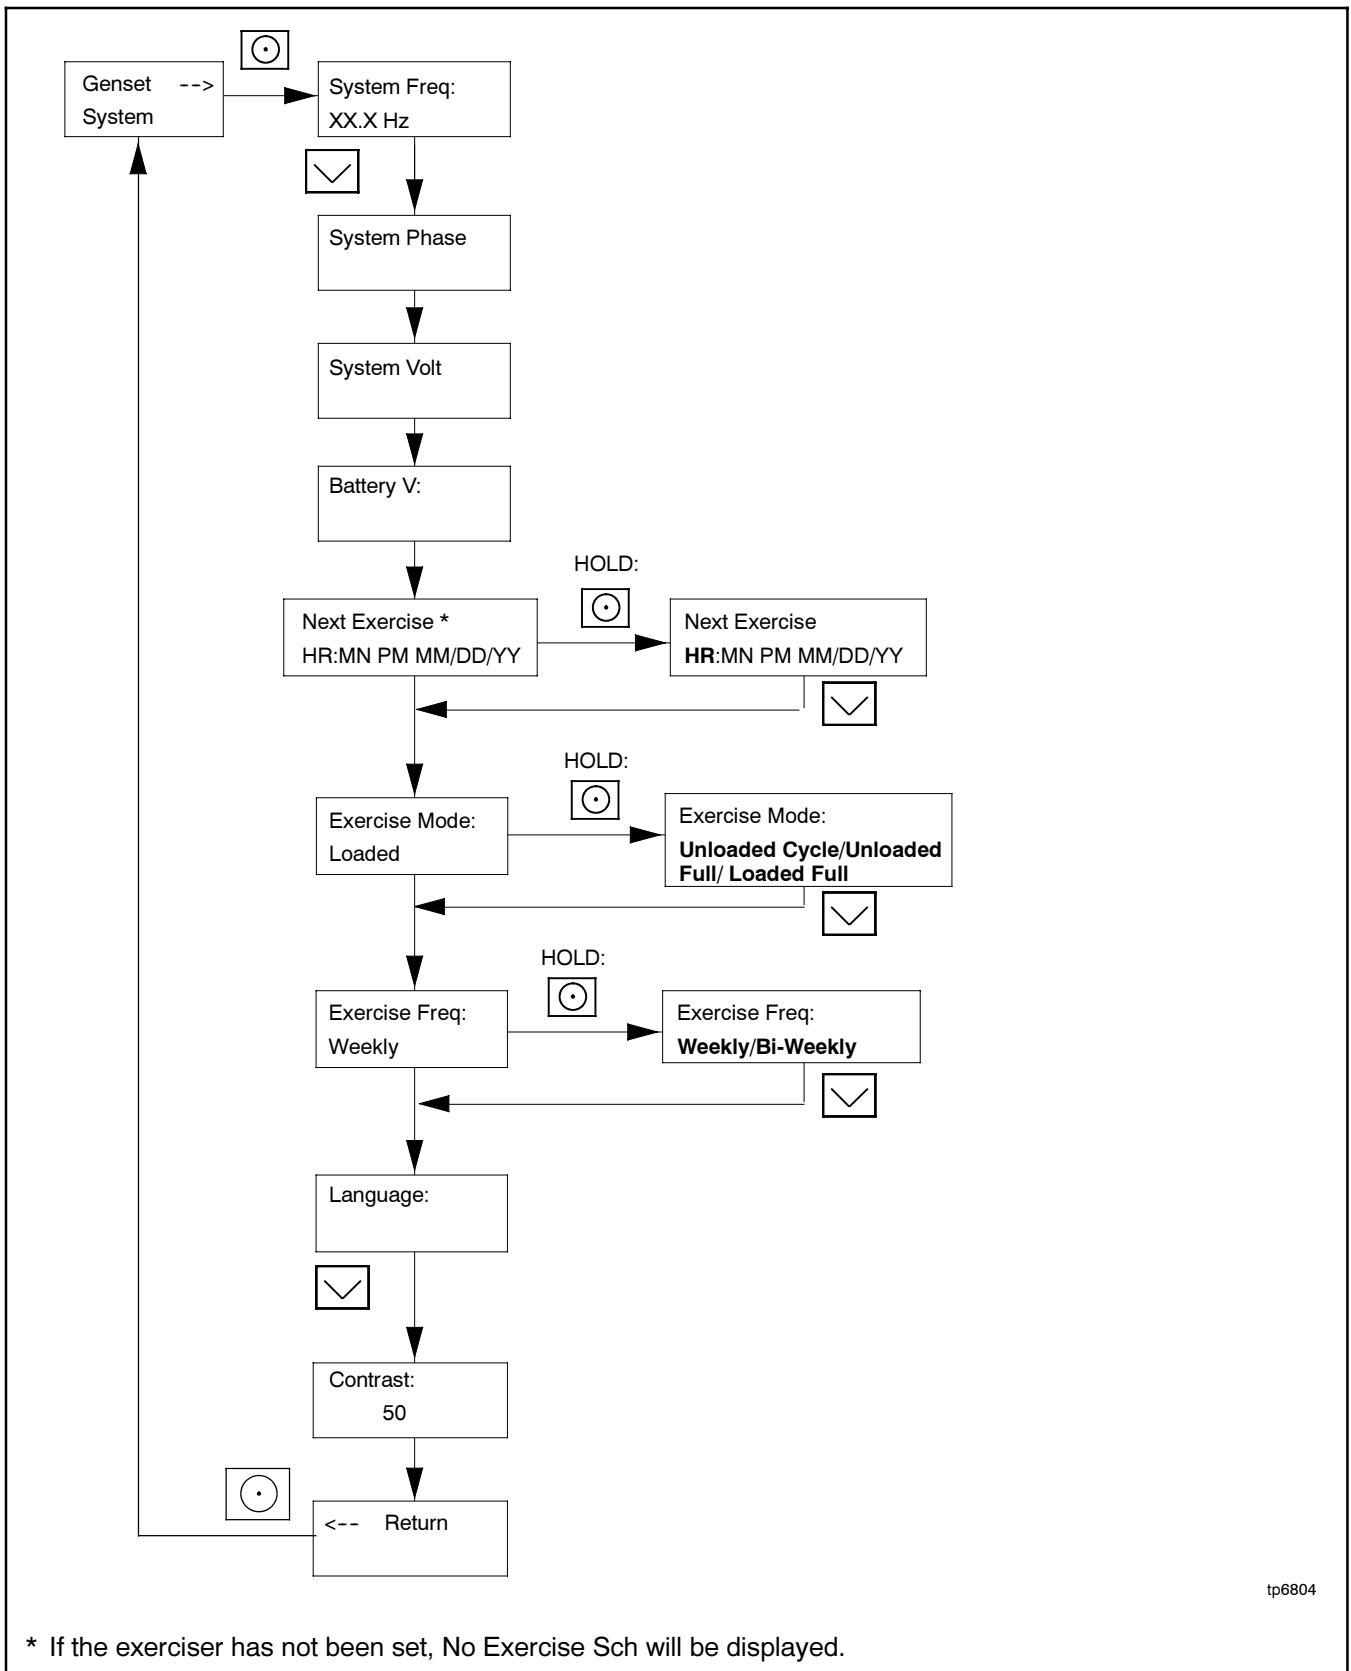 Genset -->
System
System Freq:
XX.X Hz
System Phase
System Volt
Battery V:
HOLD:
Next Exercise *
HR:MN PM MM/DD/YY
Next Exercise
HR:MN PM MM/DD/YY
HOLD:
Exercise Mode:
Loaded
Exercise Mode:
Unloaded Cycle/Unloaded
Full/ Loaded Full
HOLD:
Exercise Freq:
Weekly
Exercise Freq:
Weekly/Bi-Weekly
Language:
Contrast:
50
<-- Return
tp6804
* If the exerciser has not been set, No Exercise Sch will be displayed.